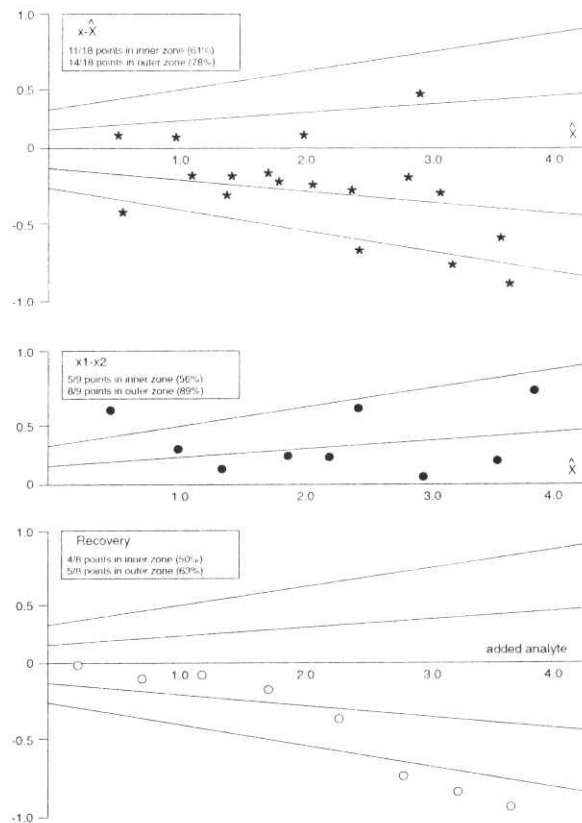 1.0
x-X̂
11/18 points in inner zone (61%)
14/18 points in outer zone (78%)
0.5
X̂
0
1.0
2.0
3.0
4.0
-0.5
-1.0
1.0
x1-x2
5/9 points in inner zone (56%)
8/9 points in outer zone (89%)
0.5
X̂
0
1.0
2.0
3.0
4.0
1.0
Recovery
4/8 points in inner zone (50%)
5/8 points in outer zone (63%)
0.5
added analyte
0
1.0
2.0
3.0
4.0
-0.5
-1.0